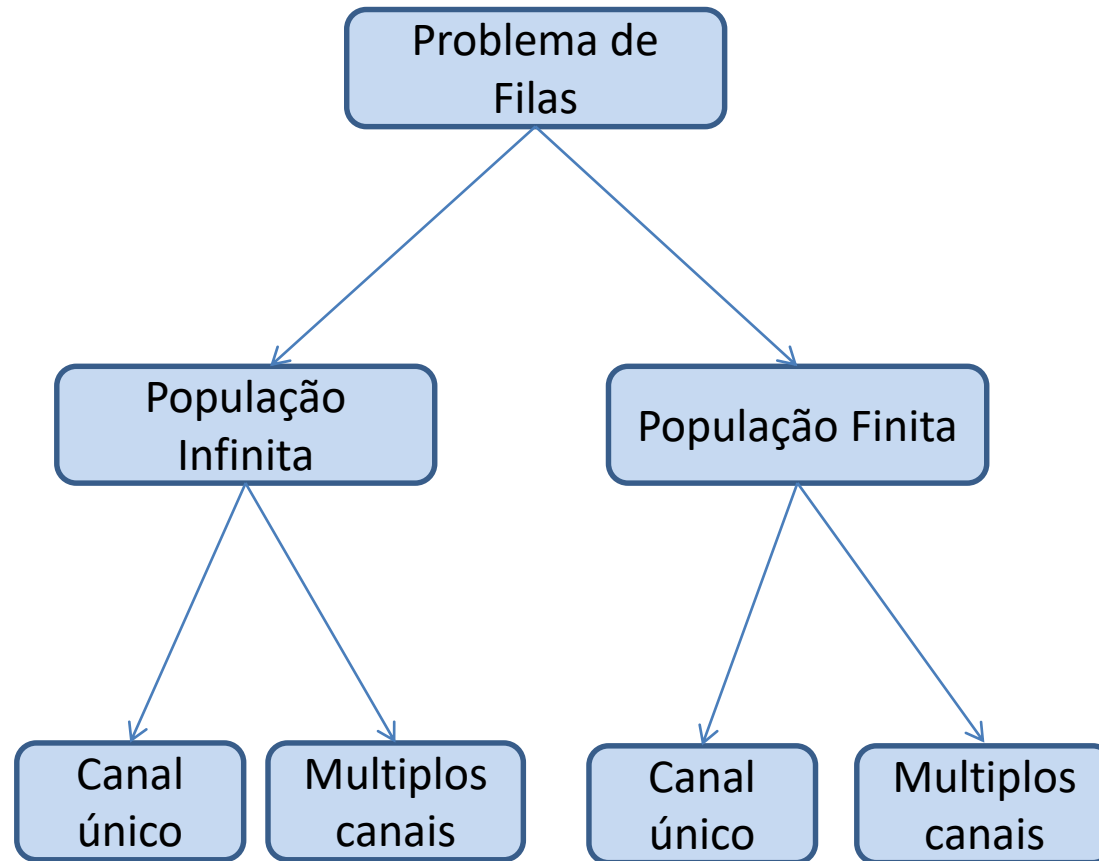 Problema de
Filas
População
Infinita
População Finita
Canal
único
Multiplos
canais
Canal
único
Multiplos
canais